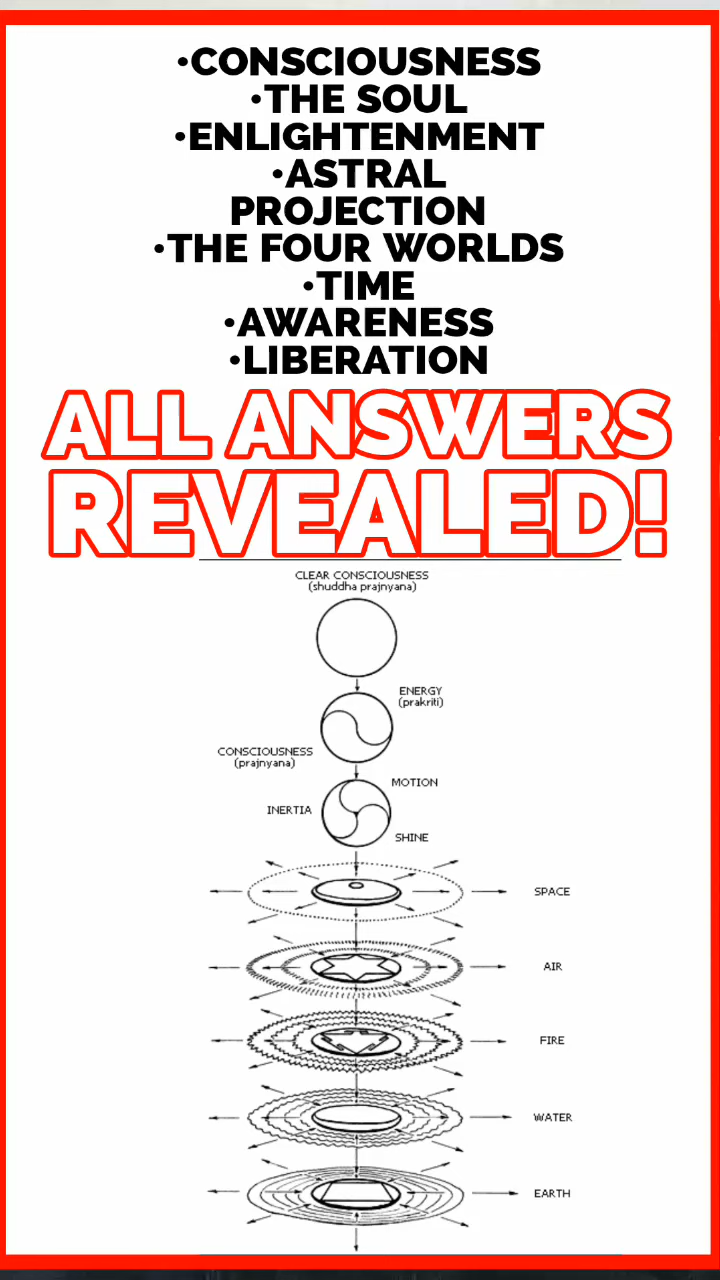 •CONSCIOUSNESS
•THE SOUL
•ENLIGHTENMENT
•ASTRAL
PROJECTION
•THE FOUR WORLDS
•TIME
•AWARENESS
•LIBERATION
ALL ANSWERS
REVEALED!
CLEAR CONSCIOUSNESS
(shuddha prajnyana)
ENERGY
(prakriti)
CONSCIOUSNESS
(prajnyana)
MOTION
INERTIA
SHINE
SPACE
AIR
FIRE
WATER
EARTH